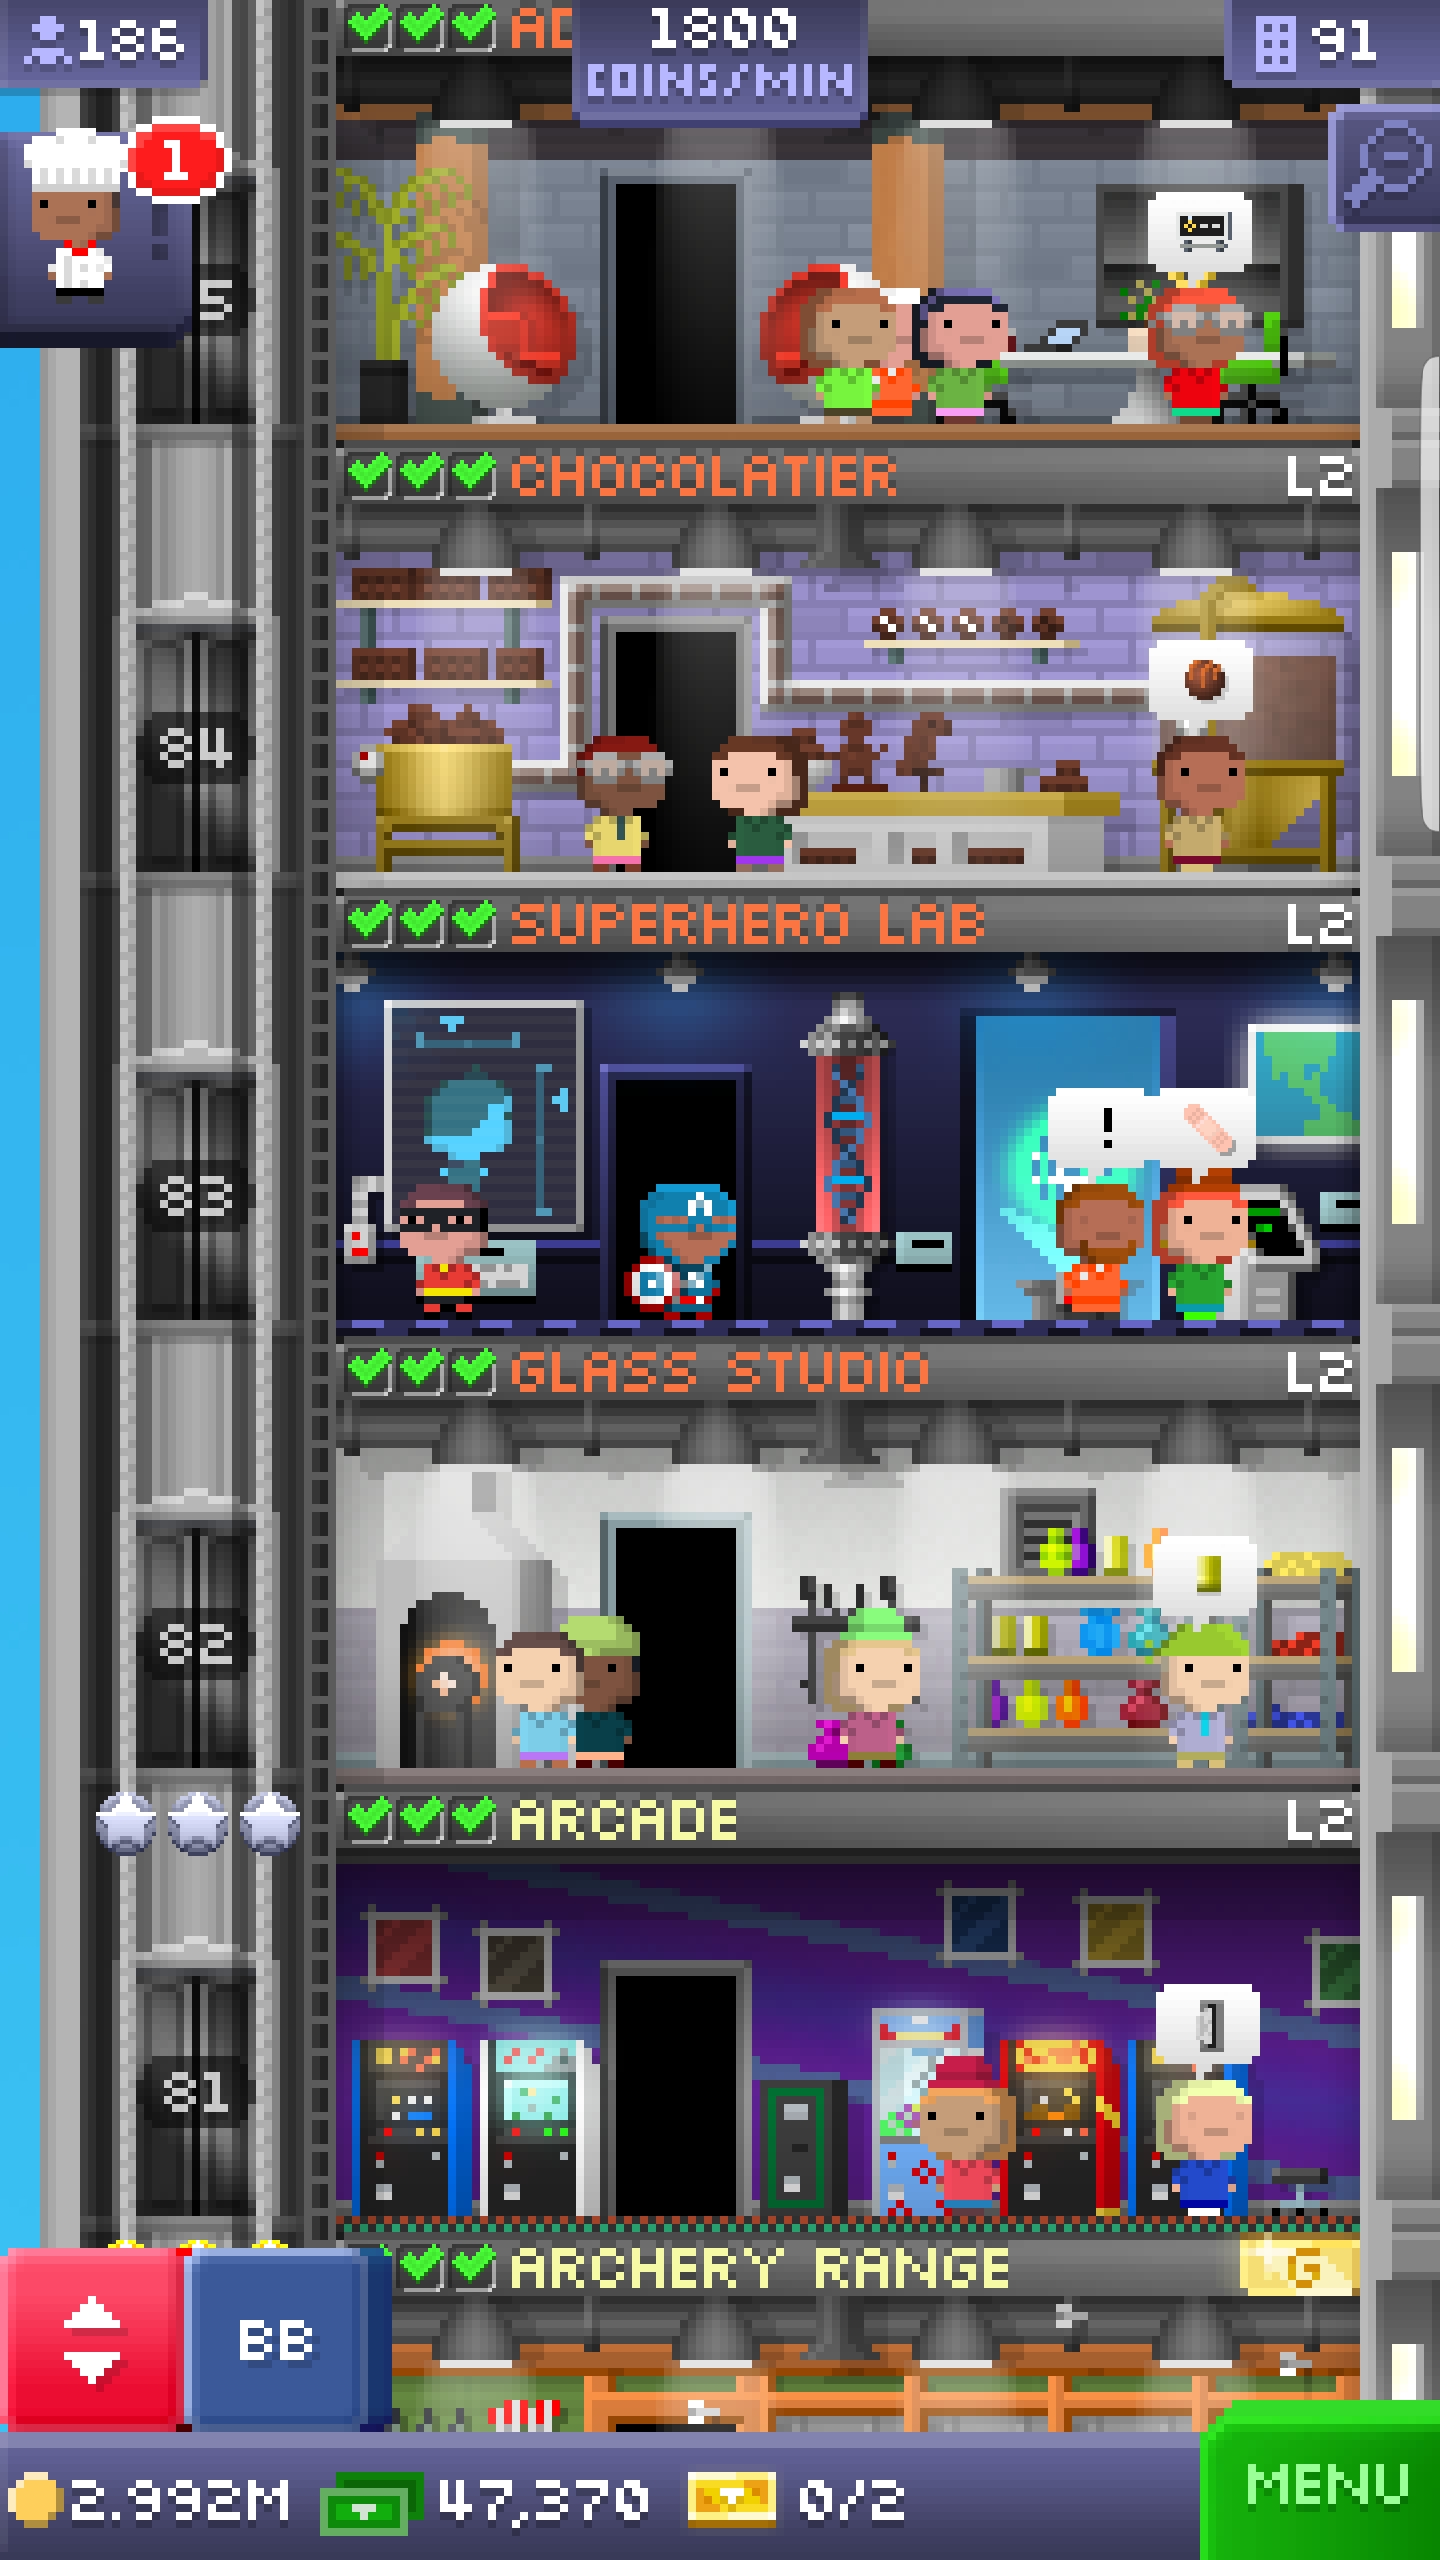 186
1800
COINS/MIN
91
1
AD
5
CHOCOLATIER L2
84
SUPERHERO LAB L2
!
83
A
GLASS STUDIO L2
82
ARCADE L2
81
ARCHERY RANGE G
BB
2.992M 47,370 0/2
MENU